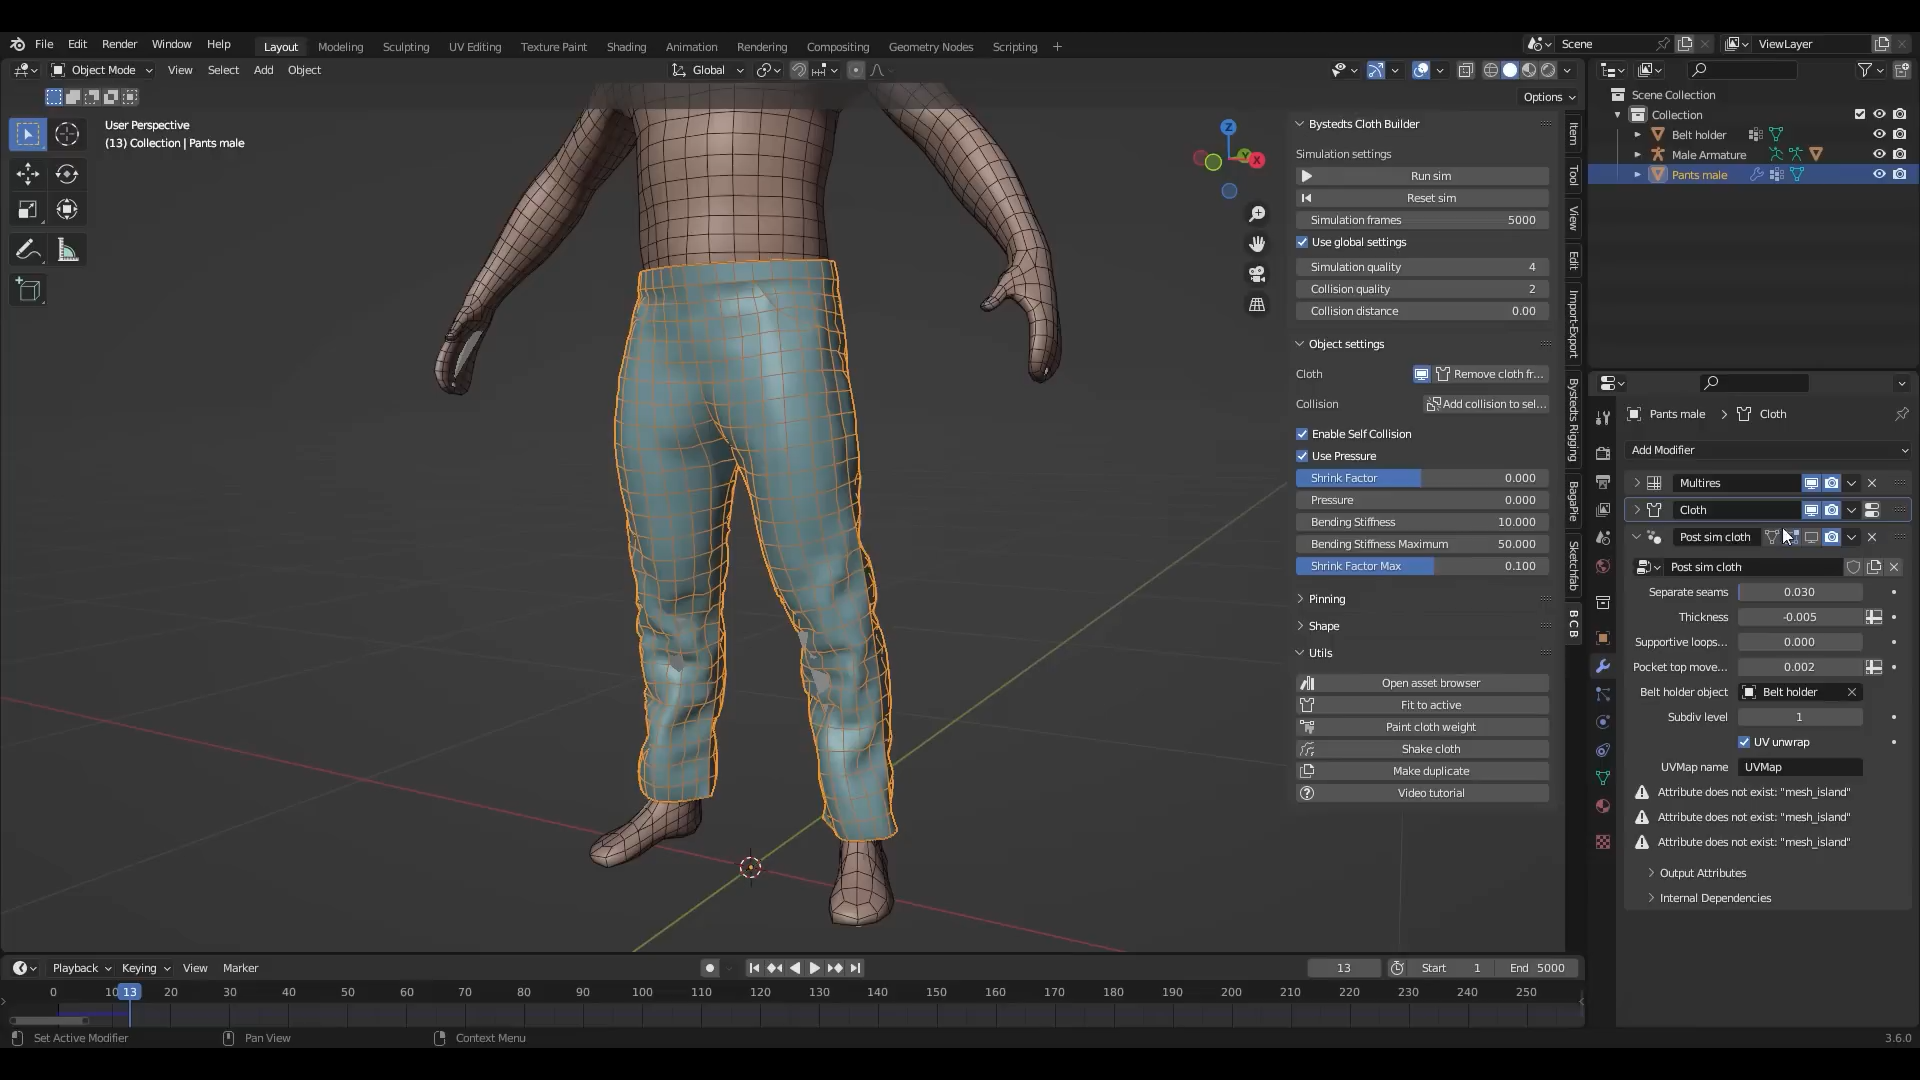 File Edit Render Window Help Layout Modeling Sculpting UV Editing Texture Paint Shading Animation Rendering Compositing Geometry Nodes Scripting + Scene ViewLayer
Object Mode View Select Add Object Global
Options
User Perspective
(13) Collection | Pants male
Z
Y
X
Bystedts Cloth Builder
Simulation settings
Run sim
Reset sim
Simulation frames 5000
Use global settings
Simulation quality 4
Collision quality 2
Collision distance 0.00
Object settings
Cloth Remove cloth fr...
Collision Add collision to sel...
Enable Self Collision
Use Pressure
Shrink Factor 0.000
Pressure 0.000
Bending Stiffness 10.000
Bending Stiffness Maximum 50.000
Shrink Factor Max 0.100
Pinning
Shape
Utils
Open asset browser
Fit to active
Paint cloth weight
Shake cloth
Make duplicate
Video tutorial
Item
Tool
View
Edit
Import-Export
Bystedts Rigging
BagaPie
Sketchfab
B C B
Scene Collection
Collection
Belt holder
Male Armature
Pants male
Pants male > Cloth
Add Modifier
Multires
Cloth
Post sim cloth
Post sim cloth
Separate seams 0.030
Thickness -0.005
Supportive loops... 0.000
Pocket top move... 0.002
Belt holder object Belt holder
Subdiv level 1
UV unwrap
UVMap name UVMap
Attribute does not exist: "mesh_island"
Attribute does not exist: "mesh_island"
Attribute does not exist: "mesh_island"
Output Attributes
Internal Dependencies
Playback Keying View Marker 13 Start 1 End 5000
0 10 13 20 30 40 50 60 70 80 90 100 110 120 130 140 150 160 170 180 190 200 210 220 230 240 250
Set Active Modifier Pan View Context Menu 3.6.0